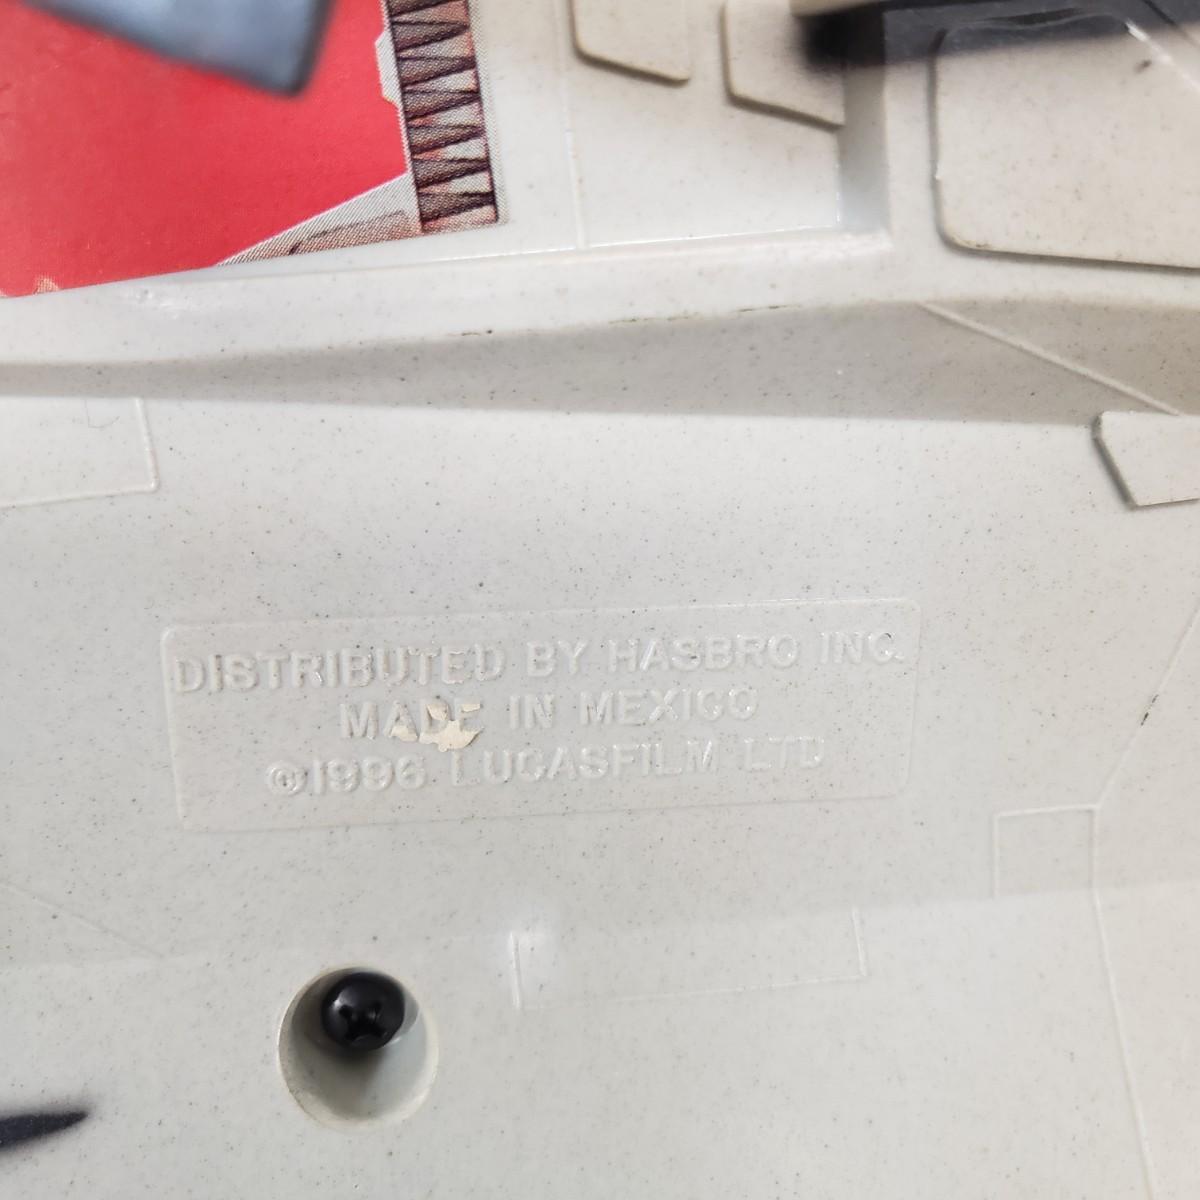 DISTRIBUTED BY HASBRO INC.
MADE IN MEXICO
©1996 LUCASFILM LTD